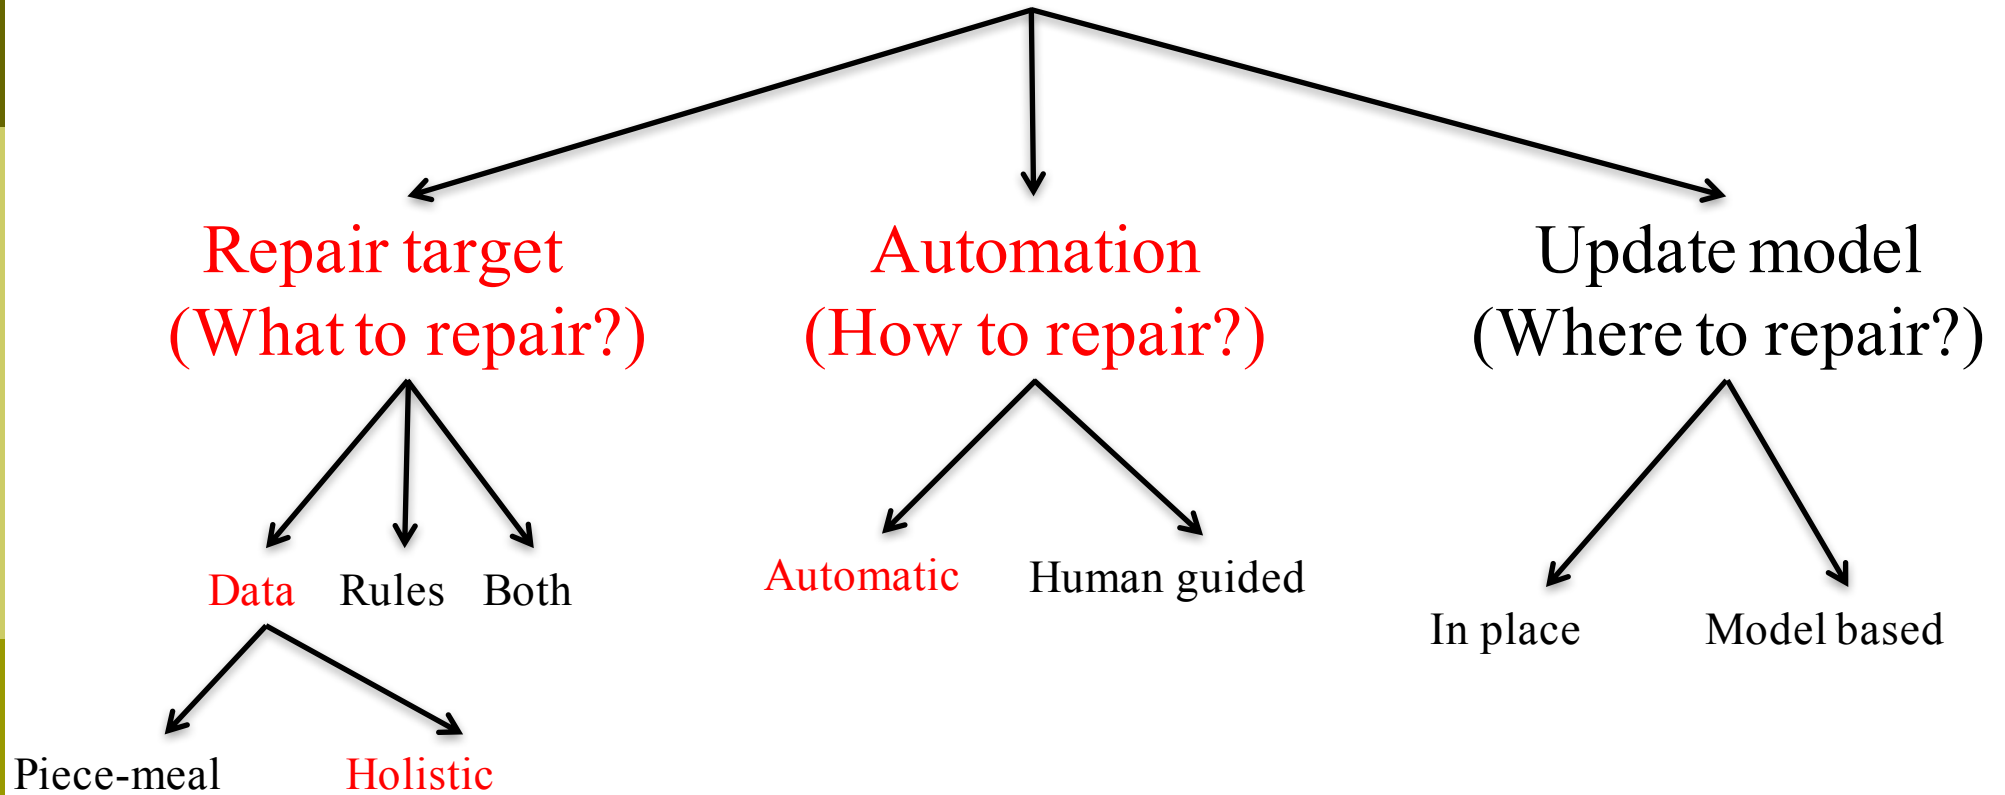 Repair target
(What to repair?)
Automation
(How to repair?)
Update model
(Where to repair?)
Data
Rules
Both
Automatic
Human guided
In place
Model based
Piece-meal
Holistic